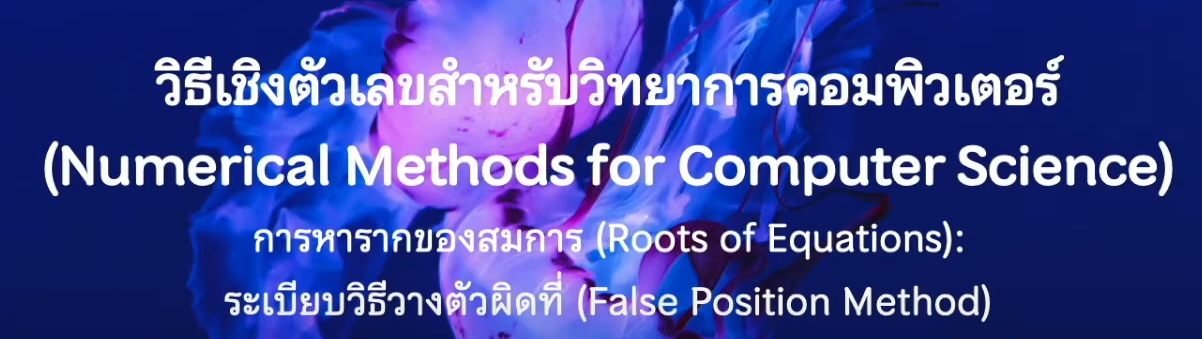 วิธีเชิงตัวเลขสำหรับวิทยาการคอมพิวเตอร์
(Numerical Methods for Computer Science)
การหารากของสมการ (Roots of Equations):
ระเบียบวิธีวางตัวผิดที่ (False Position Method)